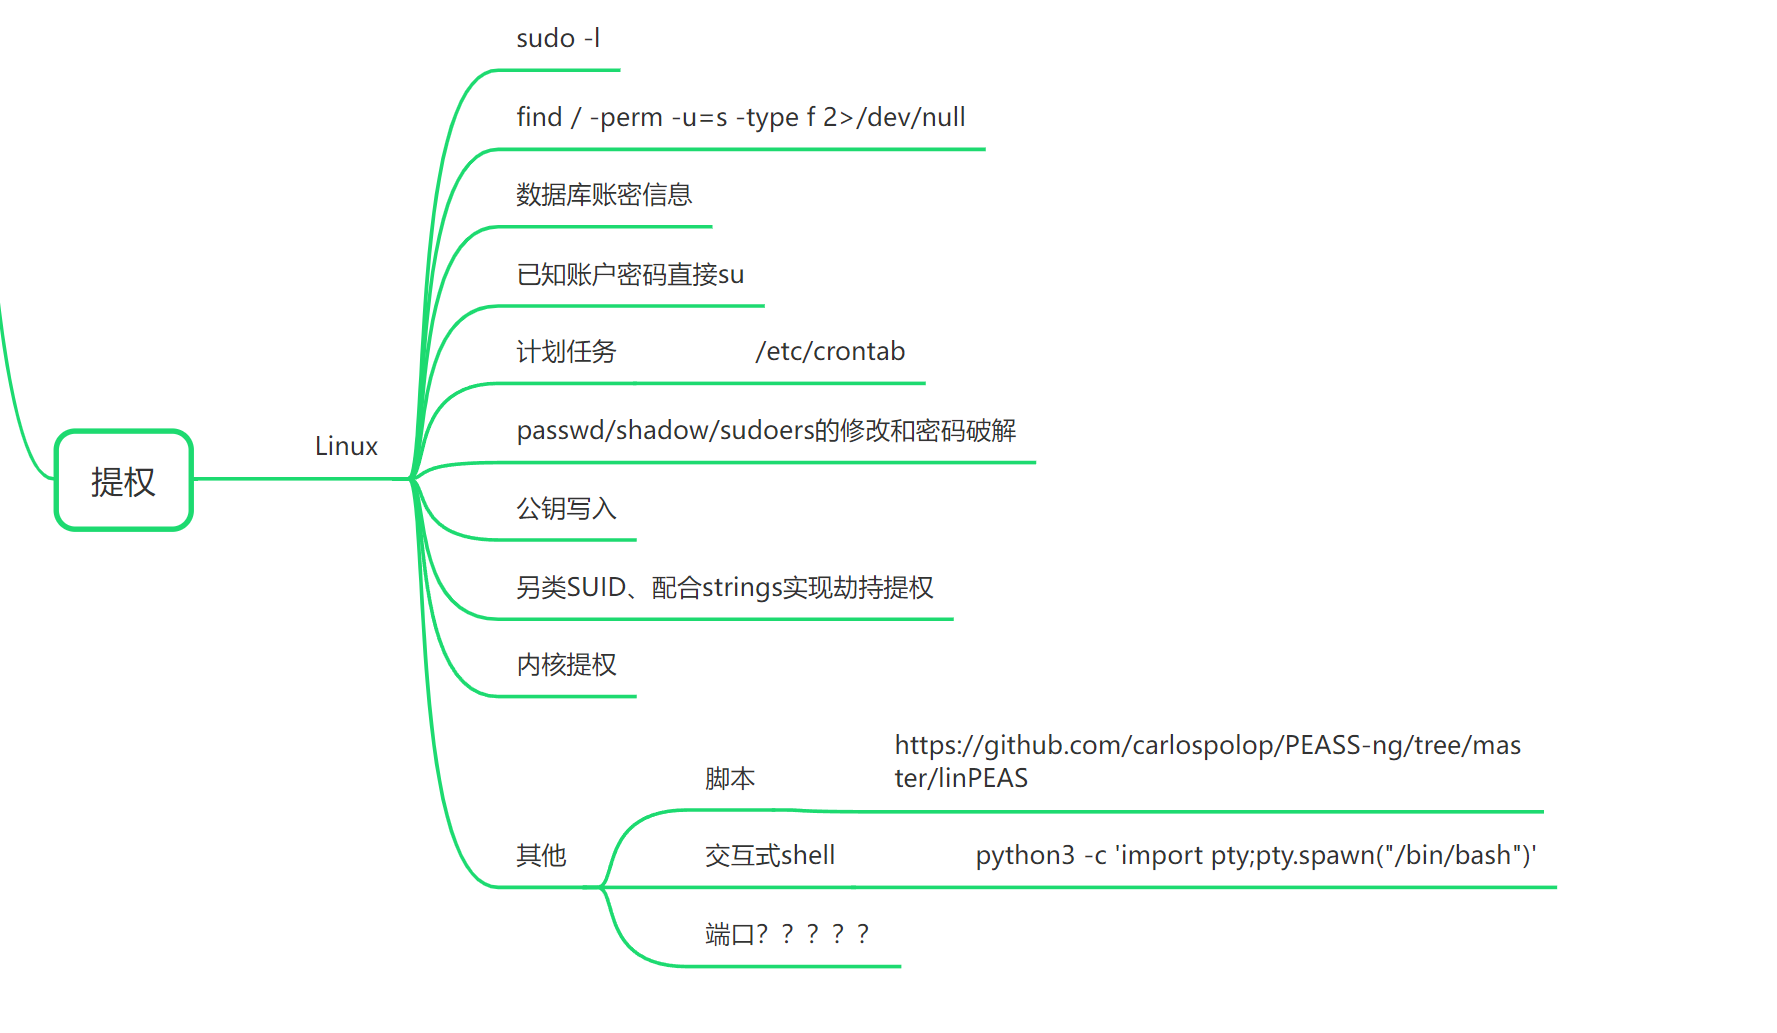 sudo -l
find / -perm -u=s -type f 2>/dev/null
数据库账密信息
已知账户密码直接su
计划任务 /etc/crontab
passwd/shadow/sudoers的修改和密码破解
Linux
提权
公钥写入
另类SUID、配合strings实现劫持提权
内核提权
https://github.com/carlospolop/PEASS-ng/tree/mas
ter/linPEAS
脚本
其他
交互式shell python3 -c 'import pty;pty.spawn("/bin/bash")'
端口？？？？？